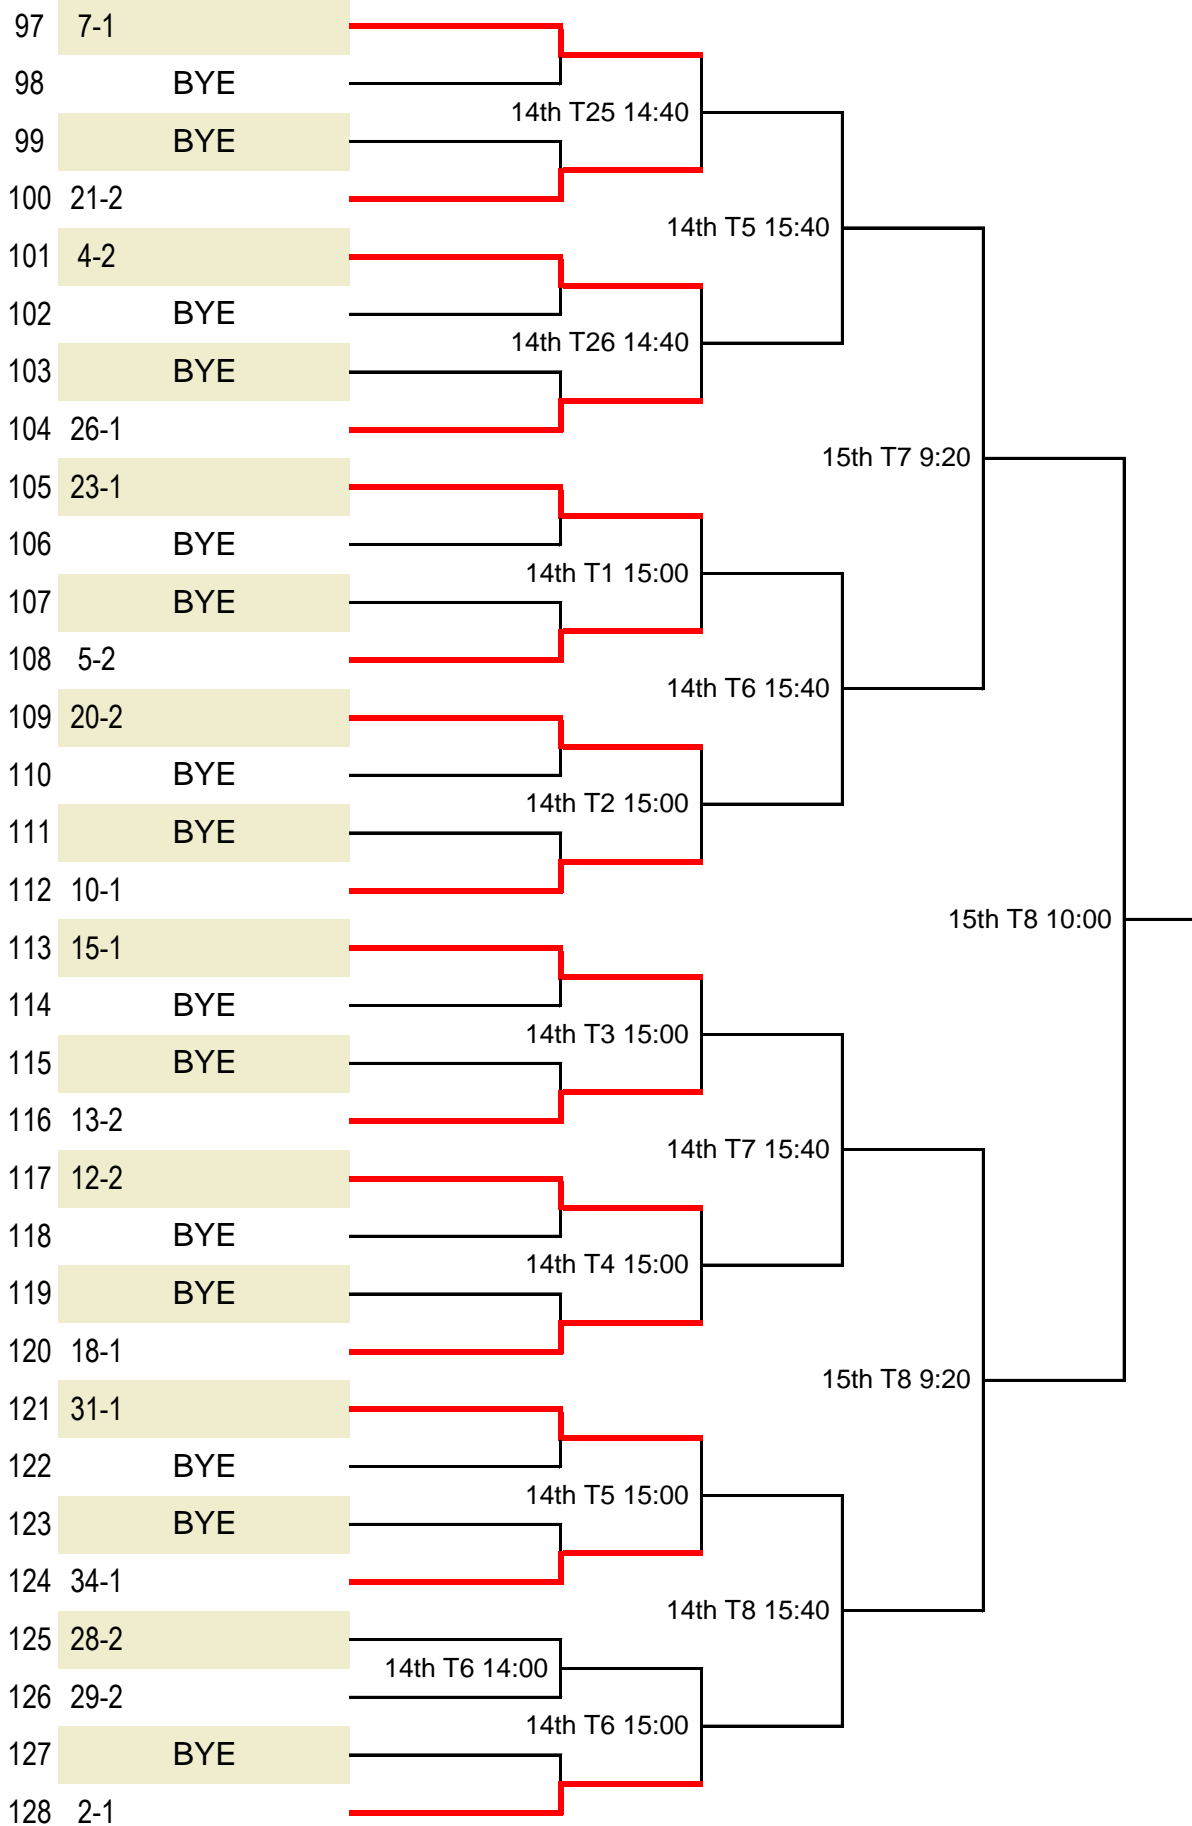 97 7-1
98 BYE
14th T25 14:40
99 BYE
100 21-2
14th T5 15:40
101 4-2
102 BYE
14th T26 14:40
103 BYE
104 26-1
15th T7 9:20
105 23-1
106 BYE
14th T1 15:00
107 BYE
108 5-2
14th T6 15:40
109 20-2
110 BYE
14th T2 15:00
111 BYE
112 10-1
15th T8 10:00
113 15-1
114 BYE
14th T3 15:00
115 BYE
116 13-2
14th T7 15:40
117 12-2
118 BYE
14th T4 15:00
119 BYE
120 18-1
15th T8 9:20
121 31-1
122 BYE
14th T5 15:00
123 BYE
124 34-1
14th T8 15:40
125 28-2
14th T6 14:00
126 29-2
14th T6 15:00
127 BYE
128 2-1